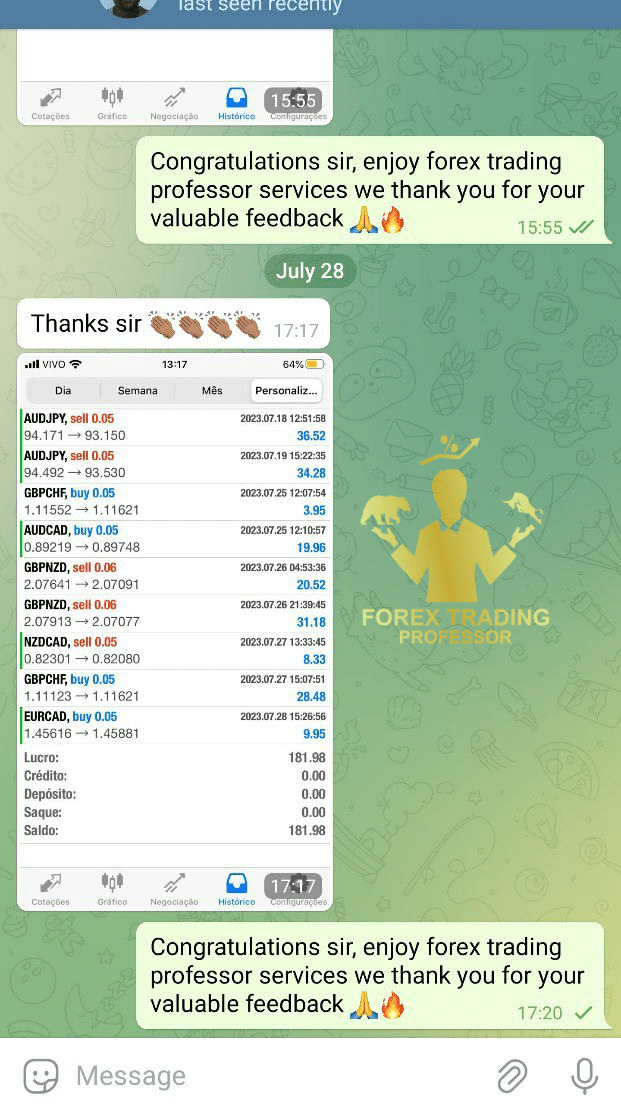 last seen recently
15:55
Cotações Gráfico Negociação Histórico Configurações
Congratulations sir, enjoy forex trading
professor services we thank you for your
valuable feedback 🙏🔥 15:55
July 28
Thanks sir 👏🏽👏🏽👏🏽👏🏽 17:17
VIVO 13:17 64%
Dia Semana Mês Personaliz...
AUDJPY, sell 0.05 2023.07.18 12:51:58
94.171 → 93.150 36.52
AUDJPY, sell 0.05 2023.07.19 15:22:35
94.492 → 93.530 34.28
GBPCHF, buy 0.05 2023.07.25 12:07:54
1.11552 → 1.11621 3.95
AUDCAD, buy 0.05 2023.07.25 12:10:57
0.89219 → 0.89748 19.96
GBPNZD, sell 0.06 2023.07.26 04:53:36
2.07641 → 2.07091 20.52
GBPNZD, sell 0.06 2023.07.26 21:39:45
2.07913 → 2.07077 31.18
NZDCAD, sell 0.05 2023.07.27 13:33:45
0.82301 → 0.82080 8.33
GBPCHF, buy 0.05 2023.07.27 15:07:51
1.11123 → 1.11621 28.48
EURCAD, buy 0.05 2023.07.28 15:26:56
1.45616 → 1.45881 9.95
Lucro: 181.98
Crédito: 0.00
Depósito: 0.00
Saque: 0.00
Saldo: 181.98
17:17
Cotações Gráfico Negociação Histórico Configurações
FOREX TRADING
PROFESSOR
Congratulations sir, enjoy forex trading
professor services we thank you for your
valuable feedback 🙏🔥 17:20
Message